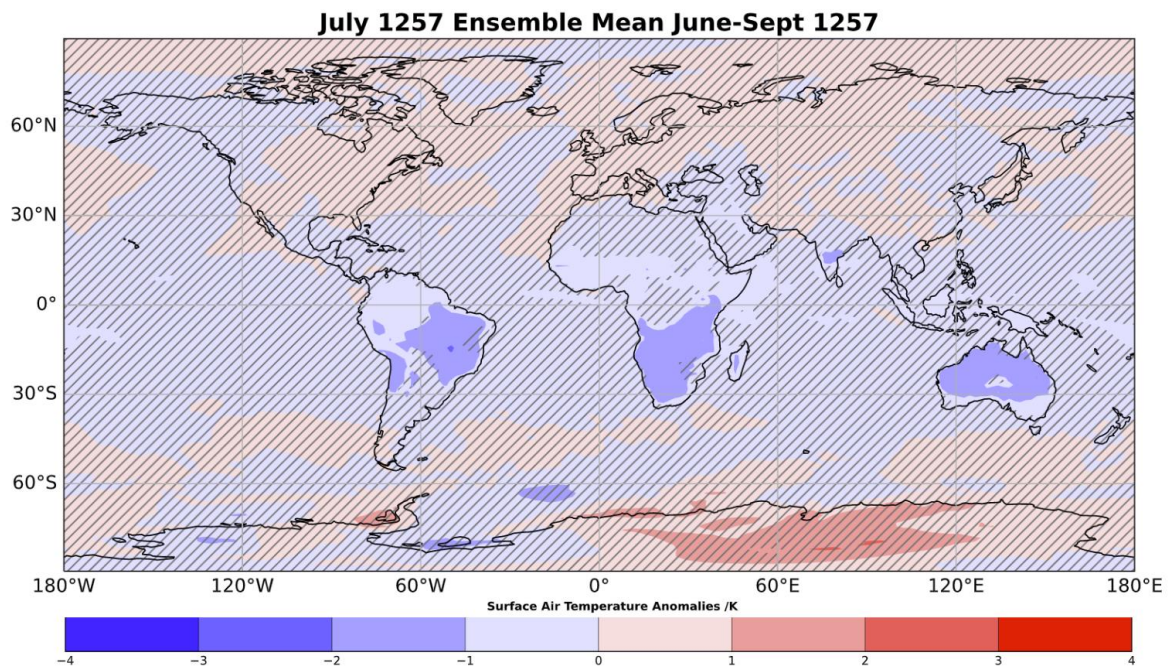 July 1257 Ensemble Mean June-Sept 1257
60°N
30°N
0°
30°S
60°S
180°W 120°W 60°W 0° 60°E 120°E 180°E
Surface Air Temperature Anomalies /K
−4 −3 −2 −1 0 1 2 3 4